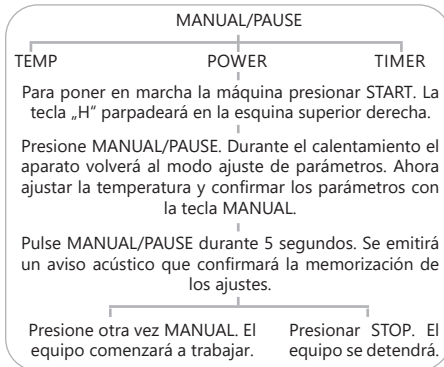 MANUAL/PAUSE
TEMP POWER TIMER
Para poner en marcha la máquina presionar START. La
tecla „H“ parpadeará en la esquina superior derecha.
Presione MANUAL/PAUSE. Durante el calentamiento el
aparato volverá al modo ajuste de parámetros. Ahora
ajustar la temperatura y confirmar los parámetros con
la tecla MANUAL.
Pulse MANUAL/PAUSE durante 5 segundos. Se emitirá
un aviso acústico que confirmará la memorización de
los ajustes.
Presione otra vez MANUAL. El
equipo comenzará a trabajar.
Presionar STOP. El
equipo se detendrá.